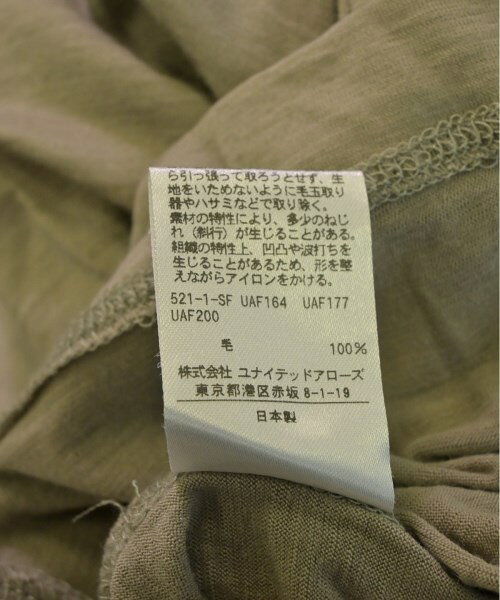 ら引っ張って取ろうとせず、生
地をいためないように毛玉取り
器やハサミなどで取り除く。
素材の特性により、多少のねじ
れ（斜行）が生じることがある。
組織の特性上、凹凸や波打ちを
生じることがあるため、形を整
えながらアイロンをかける。
521-1-SF UAF164 UAF177
UAF200
毛 100%
株式会社 ユナイテッドアローズ
東京都港区赤坂 8-1-19
日本製